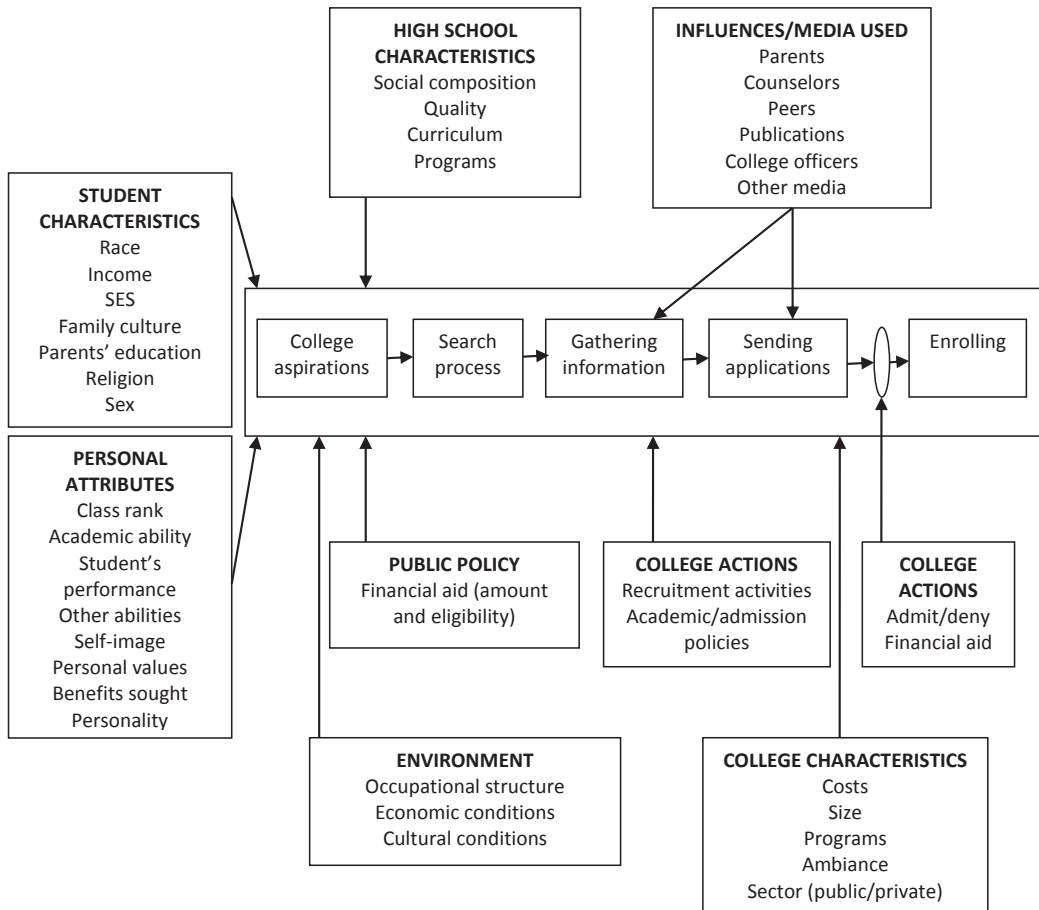 HIGH SCHOOL
CHARACTERISTICS
Social composition
Quality
Curriculum
Programs
INFLUENCES/MEDIA USED
Parents
Counselors
Peers
Publications
College officers
Other media
STUDENT
CHARACTERISTICS
Race
Income
SES
Family culture
Parents’ education
Religion
Sex
College
aspirations
Search
process
Gathering
information
Sending
applications
Enrolling
PERSONAL
ATTRIBUTES
Class rank
Academic ability
Student’s
performance
Other abilities
Self-image
Personal values
Benefits sought
Personality
PUBLIC POLICY
Financial aid (amount
and eligibility)
COLLEGE ACTIONS
Recruitment activities
Academic/admission
policies
COLLEGE
ACTIONS
Admit/deny
Financial aid
ENVIRONMENT
Occupational structure
Economic conditions
Cultural conditions
COLLEGE CHARACTERISTICS
Costs
Size
Programs
Ambiance
Sector (public/private)